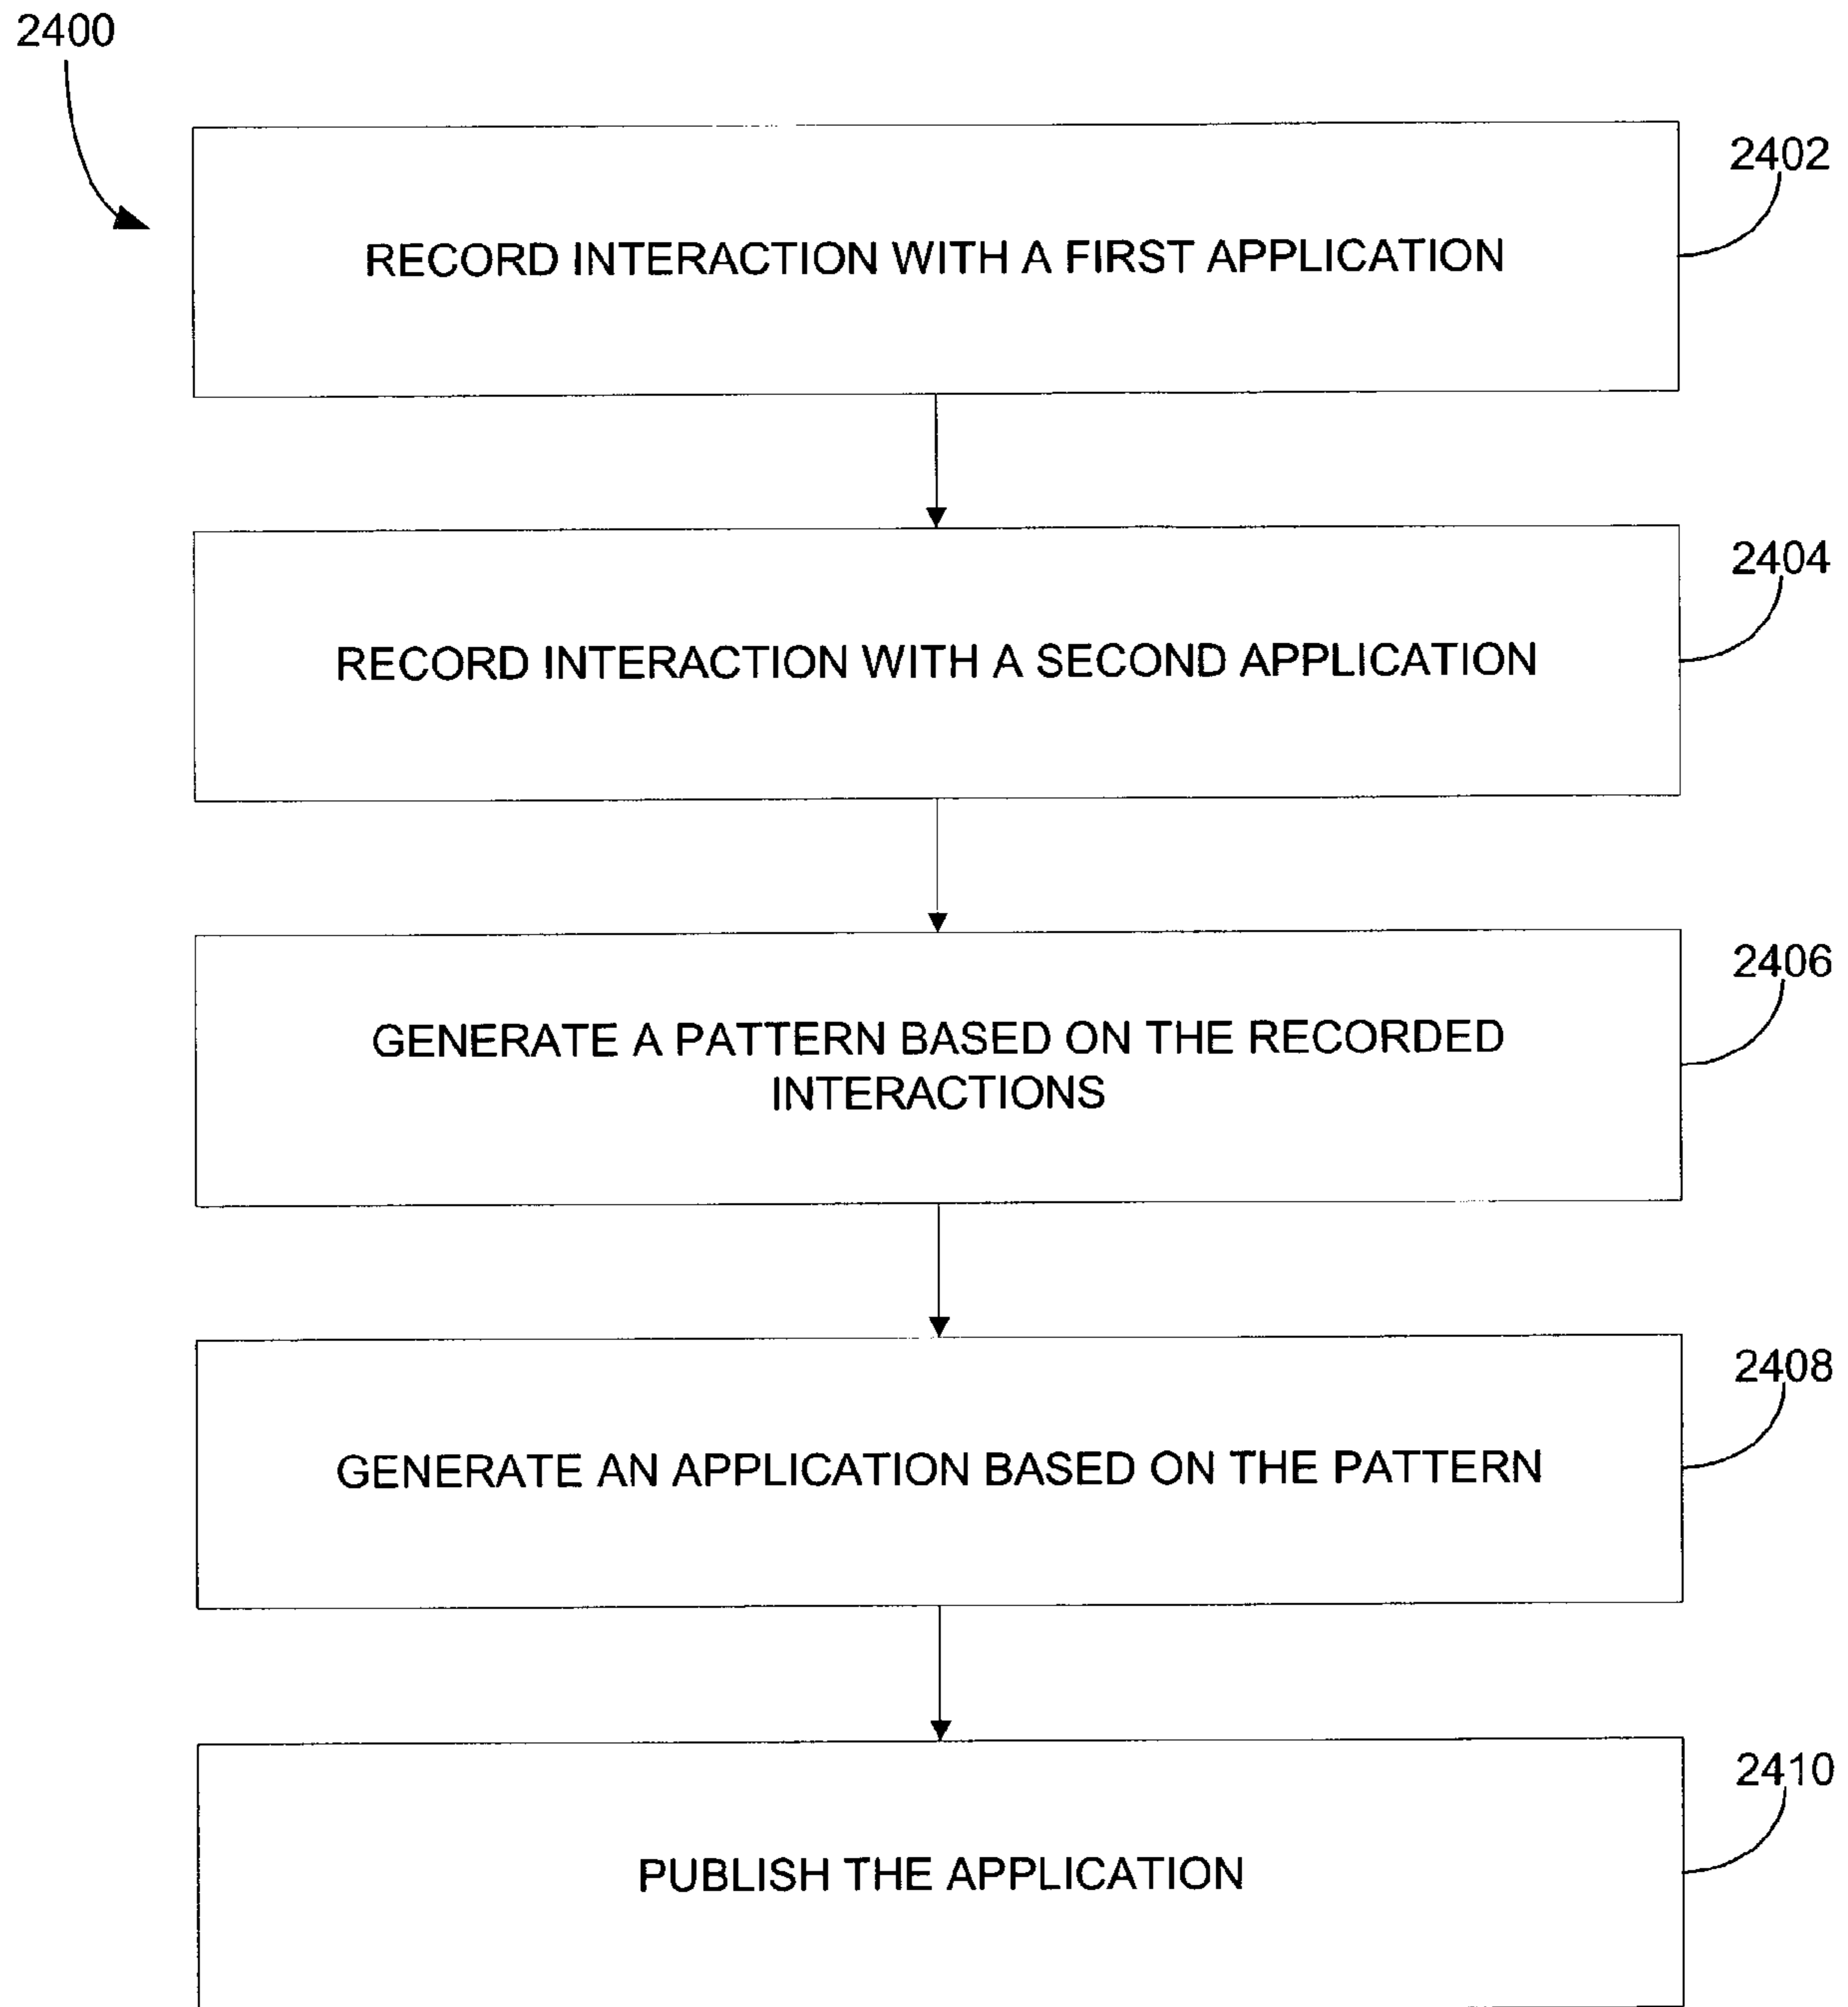 2400
2402
RECORD INTERACTION WITH A FIRST APPLICATION
2404
RECORD INTERACTION WITH A SECOND APPLICATION
2406
GENERATE A PATTERN BASED ON THE RECORDED
INTERACTIONS
2408
GENERATE AN APPLICATION BASED ON THE PATTERN
2410
PUBLISH THE APPLICATION